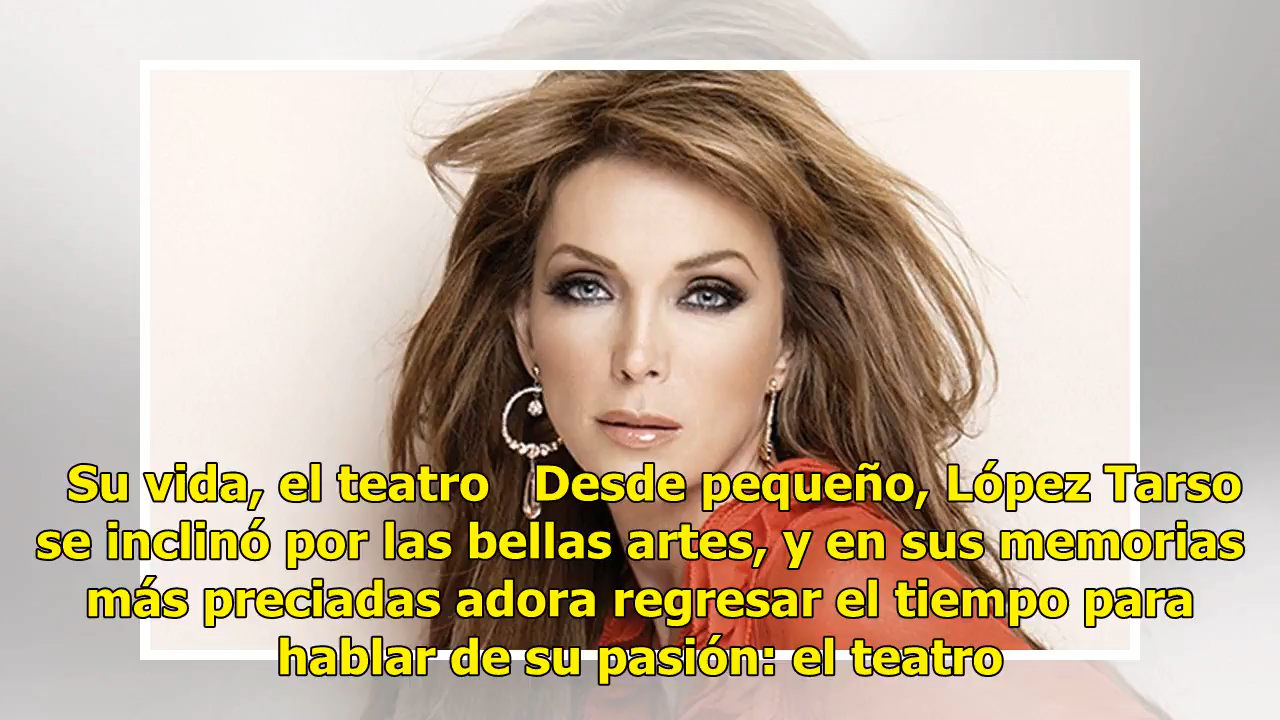 Su vida, el teatro   Desde pequeño, López Tarso
se inclinó por las bellas artes, y en sus memorias
más preciadas adora regresar el tiempo para
hablar de su pasión: el teatro